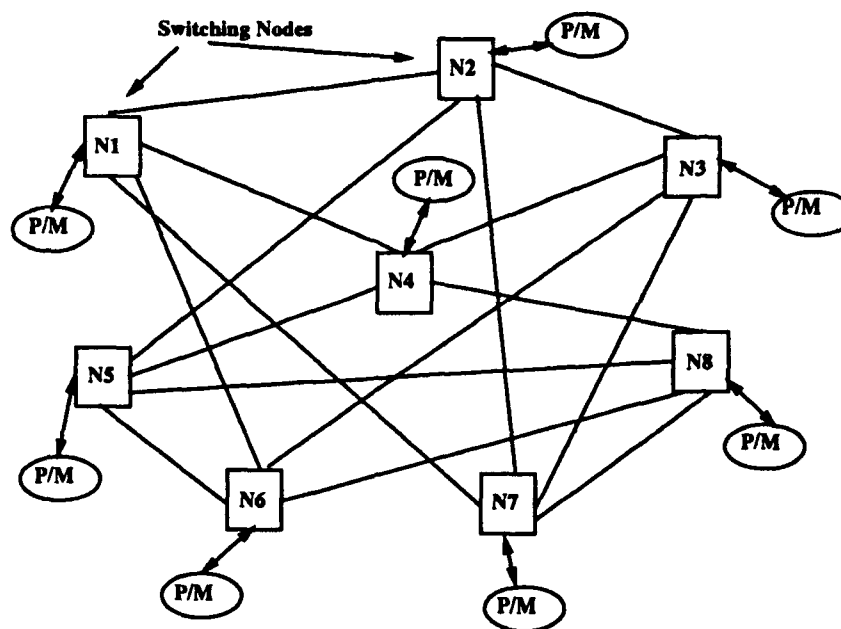 Switching Nodes
P/M
N2
N1
N3
P/M
P/M
P/M
N4
N5
N8
P/M
P/M
N6
N7
P/M
P/M